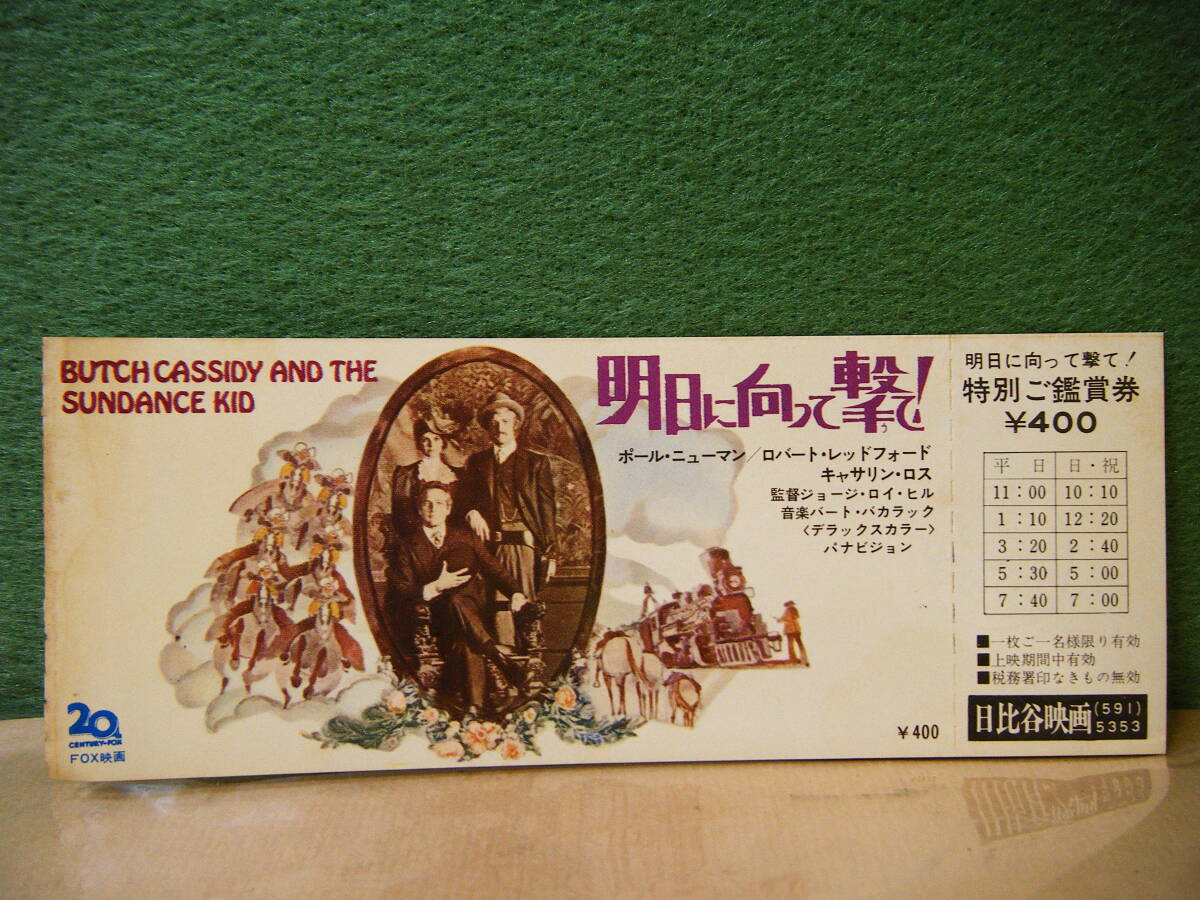 BUTCH CASSIDY AND THE
SUNDANCE KID
明日に向って撃て!
う
ポール・ニューマン/ロバート・レッドフォード
キャサリン・ロス
監督ジョージ・ロイ・ヒル
音楽バート・バカラック
〈デラックスカラー〉
パナビジョン
20
CENTURY-FOX
FOX映画
¥400
明日に向って撃て!
特別ご鑑賞券
¥400
平 日 日・祝
11:00 10:10
1:10 12:20
3:20 2:40
5:30 5:00
7:40 7:00
■一枚ご一名様限り有効
■上映期間中有効
■税務署印なきもの無効
日比谷映画(591)5353